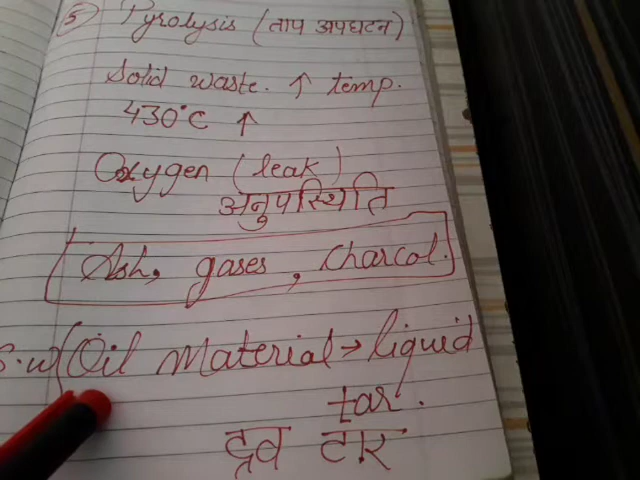 5 Pyrolysis (ताप अपघटन)
Solid waste. ↑ temp.
430°C ↑
Oxygen (leak)
अनुपस्थिति
Ash, gases, Charcol.
S.w Oil Material → liquid
tar.
द्रव टार